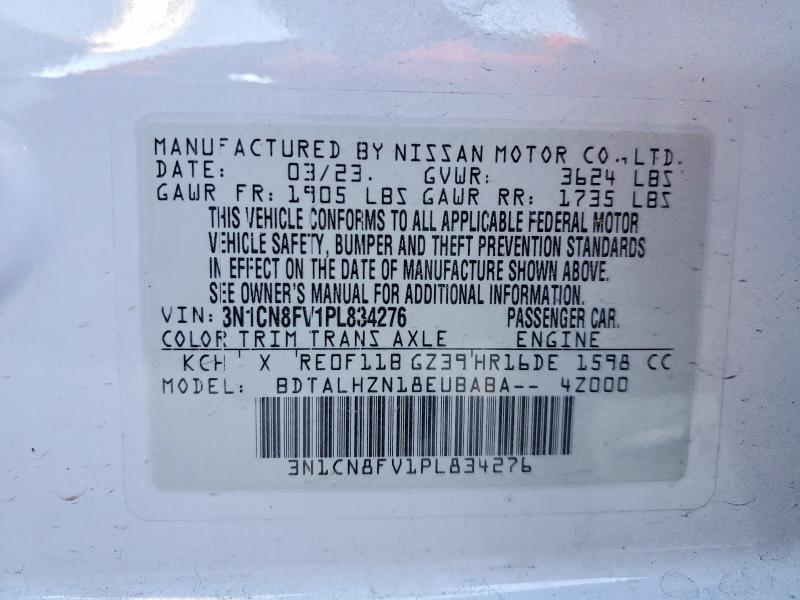 MANUFACTURED BY NISSAN MOTOR CO., LTD.
DATE: 03/23. GVWR: 3624 LBS
GAWR FR: 1905 LBS GAWR RR: 1735 LBS
THIS VEHICLE CONFORMS TO ALL APPLICABLE FEDERAL MOTOR
VEHICLE SAFETY, BUMPER AND THEFT PREVENTION STANDARDS
IN EFFECT ON THE DATE OF MANUFACTURE SHOWN ABOVE.
SEE OWNER'S MANUAL FOR ADDITIONAL INFORMATION.
VIN: 3N1CN8FV1PL834276 PASSENGER CAR.
COLOR TRIM TRANS AXLE ENGINE
KCH X RE0F11B GZ39 HR16DE 1598 CC
MODEL: BDTALHZN18EUBABA-- 4Z000
3N1CN8FV1PL834276